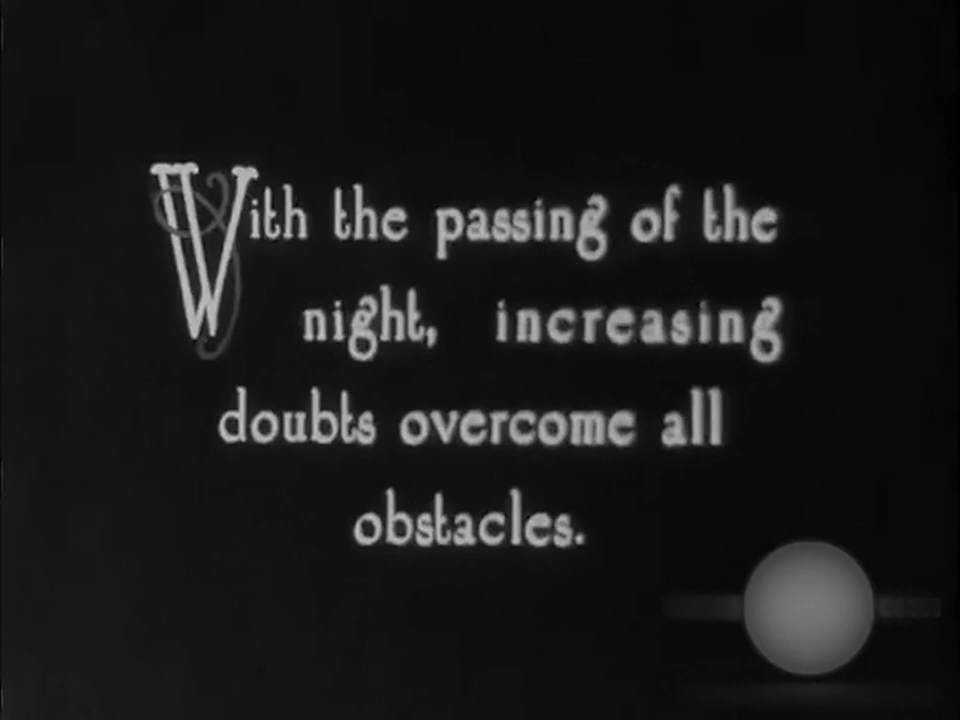 With the passing of the
night, increasing
doubts overcome all
obstacles.